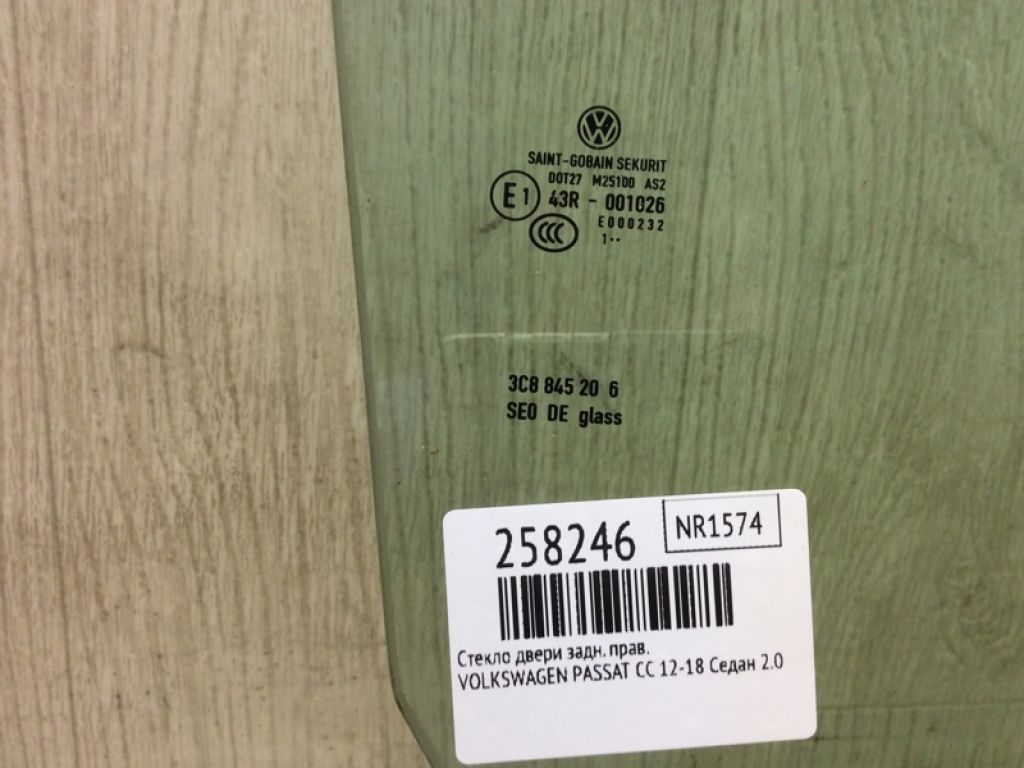 SAINT-GOBAIN SEKURIT
DOT27 M25100 AS2
E1 43R - 001026
E000232
CCC
1··
3C8 845 20 6
SEO DE glass
258246
NR1574
Стекло двери задн. прав.
VOLKSWAGEN PASSAT CC 12-18 Седан 2.0